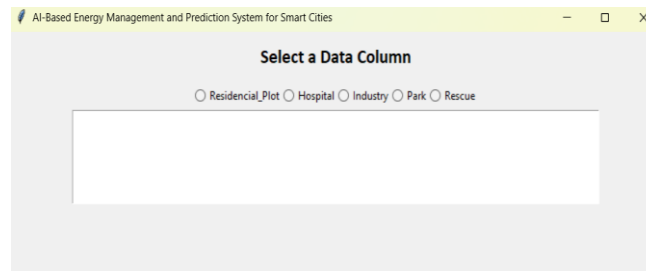 AI-Based Energy Management and Prediction System for Smart Cities
Select a Data Column
Residencial_Plot Hospital Industry Park Rescue